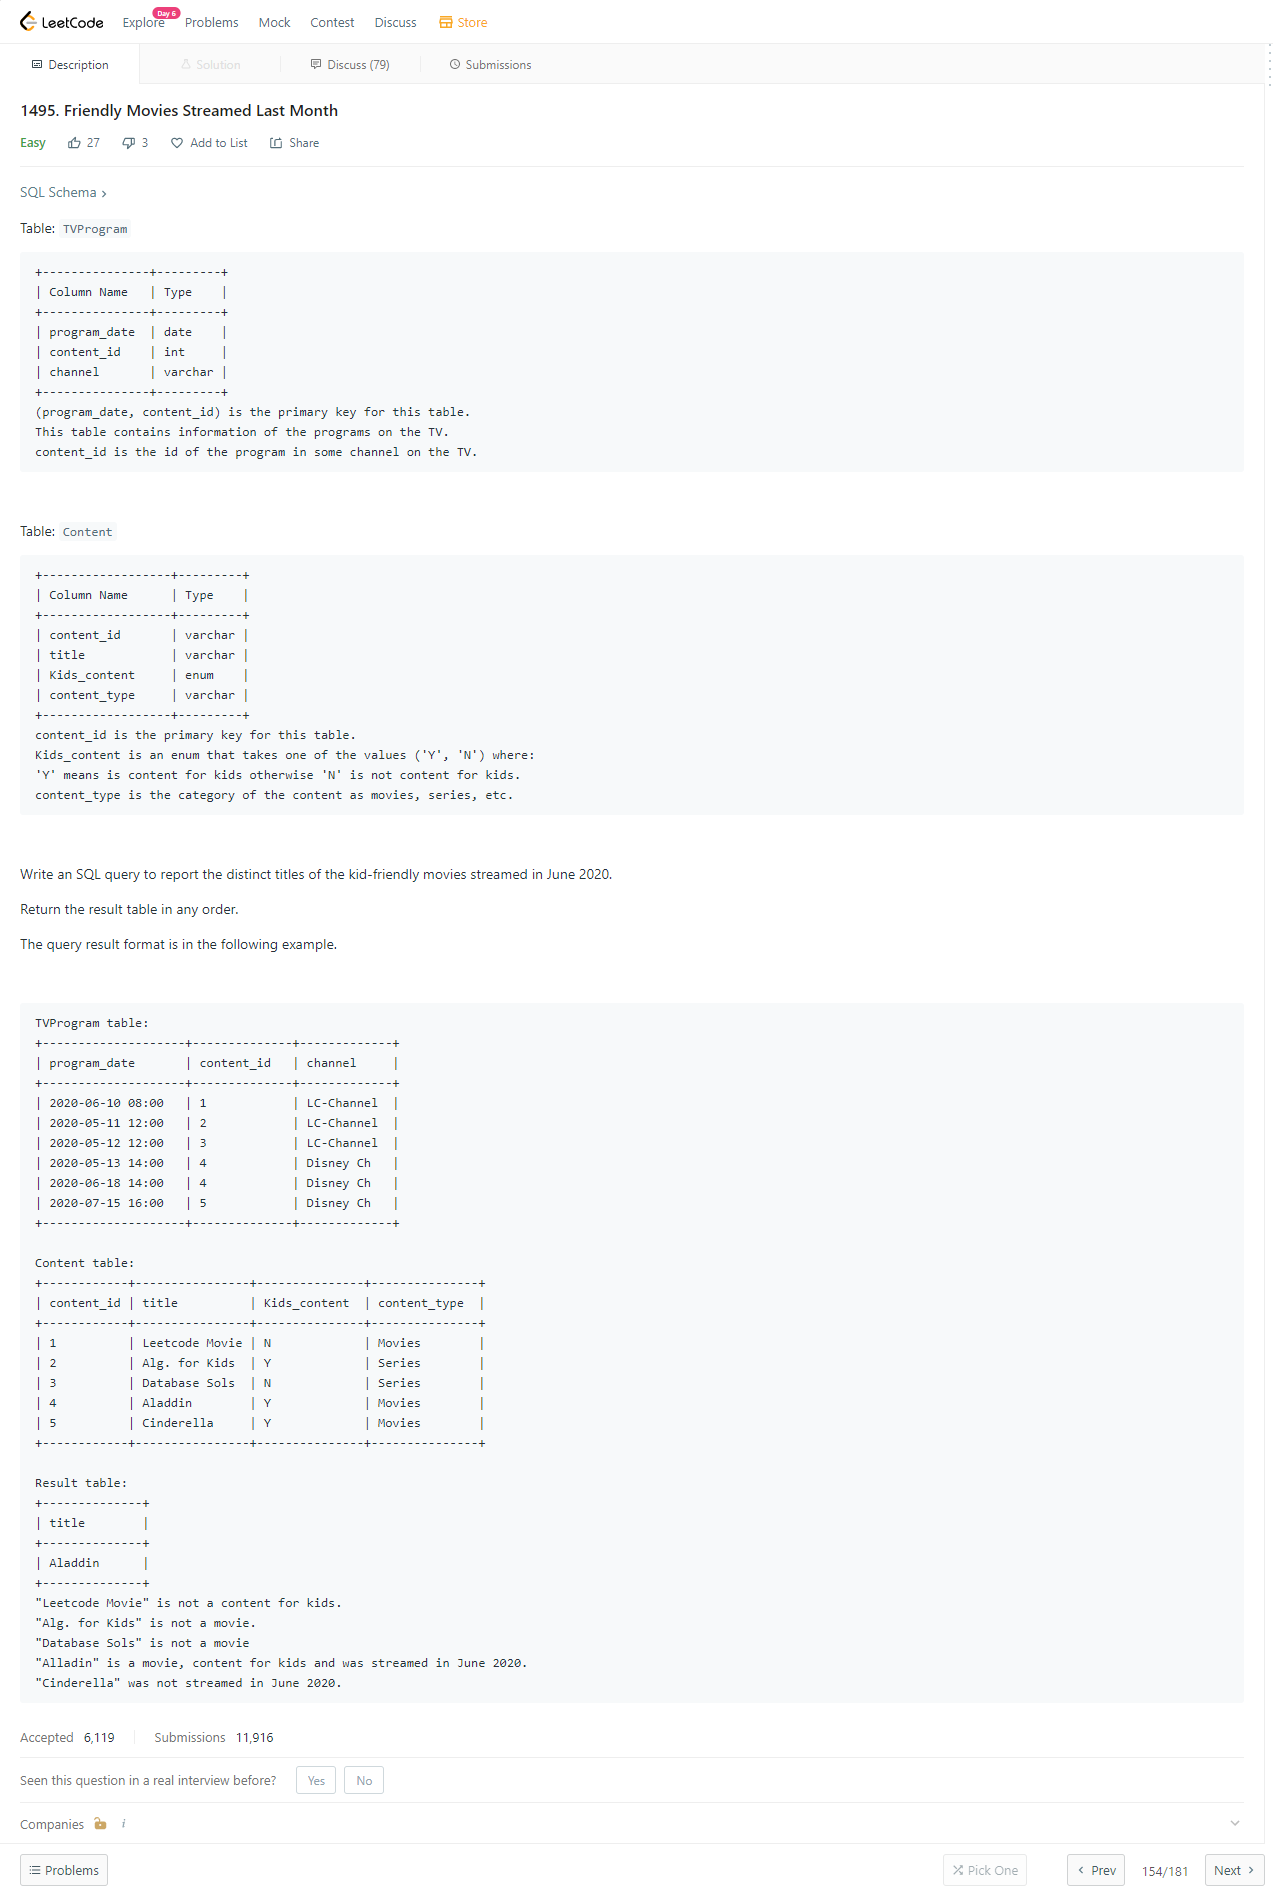 LeetCode Explore Day 6 Problems Mock Contest Discuss Store
Description Solution Discuss (79) Submissions
1495. Friendly Movies Streamed Last Month
Easy 27 3 Add to List Share
SQL Schema >
Table: TVProgram
+---------------+---------+
| Column Name   | Type    |
+---------------+---------+
| program_date  | date    |
| content_id    | int     |
| channel       | varchar |
+---------------+---------+
(program_date, content_id) is the primary key for this table.
This table contains information of the programs on the TV.
content_id is the id of the program in some channel on the TV.
Table: Content
+------------------+---------+
| Column Name      | Type    |
+------------------+---------+
| content_id       | varchar |
| title            | varchar |
| Kids_content     | enum    |
| content_type     | varchar |
+------------------+---------+
content_id is the primary key for this table.
Kids_content is an enum that takes one of the values ('Y', 'N') where:
'Y' means is content for kids otherwise 'N' is not content for kids.
content_type is the category of the content as movies, series, etc.
Write an SQL query to report the distinct titles of the kid-friendly movies streamed in June 2020.
Return the result table in any order.
The query result format is in the following example.
TVProgram table:
+--------------------+--------------+-------------+
| program_date       | content_id   | channel     |
+--------------------+--------------+-------------+
| 2020-06-10 08:00   | 1            | LC-Channel  |
| 2020-05-11 12:00   | 2            | LC-Channel  |
| 2020-05-12 12:00   | 3            | LC-Channel  |
| 2020-05-13 14:00   | 4            | Disney Ch   |
| 2020-06-18 14:00   | 4            | Disney Ch   |
| 2020-07-15 16:00   | 5            | Disney Ch   |
+--------------------+--------------+-------------+
Content table:
+------------+----------------+---------------+---------------+
| content_id | title          | Kids_content  | content_type  |
+------------+----------------+---------------+---------------+
| 1          | Leetcode Movie | N             | Movies        |
| 2          | Alg. for Kids  | Y             | Series        |
| 3          | Database Sols  | N             | Series        |
| 4          | Aladdin        | Y             | Movies        |
| 5          | Cinderella     | Y             | Movies        |
+------------+----------------+---------------+---------------+
Result table:
+--------------+
| title        |
+--------------+
| Aladdin      |
+--------------+
"Leetcode Movie" is not a content for kids.
"Alg. for Kids" is not a movie.
"Database Sols" is not a movie
"Alladin" is a movie, content for kids and was streamed in June 2020.
"Cinderella" was not streamed in June 2020.
Accepted 6,119 Submissions 11,916
Seen this question in a real interview before? Yes No
Companies i
Problems Pick One < Prev 154/181 Next >